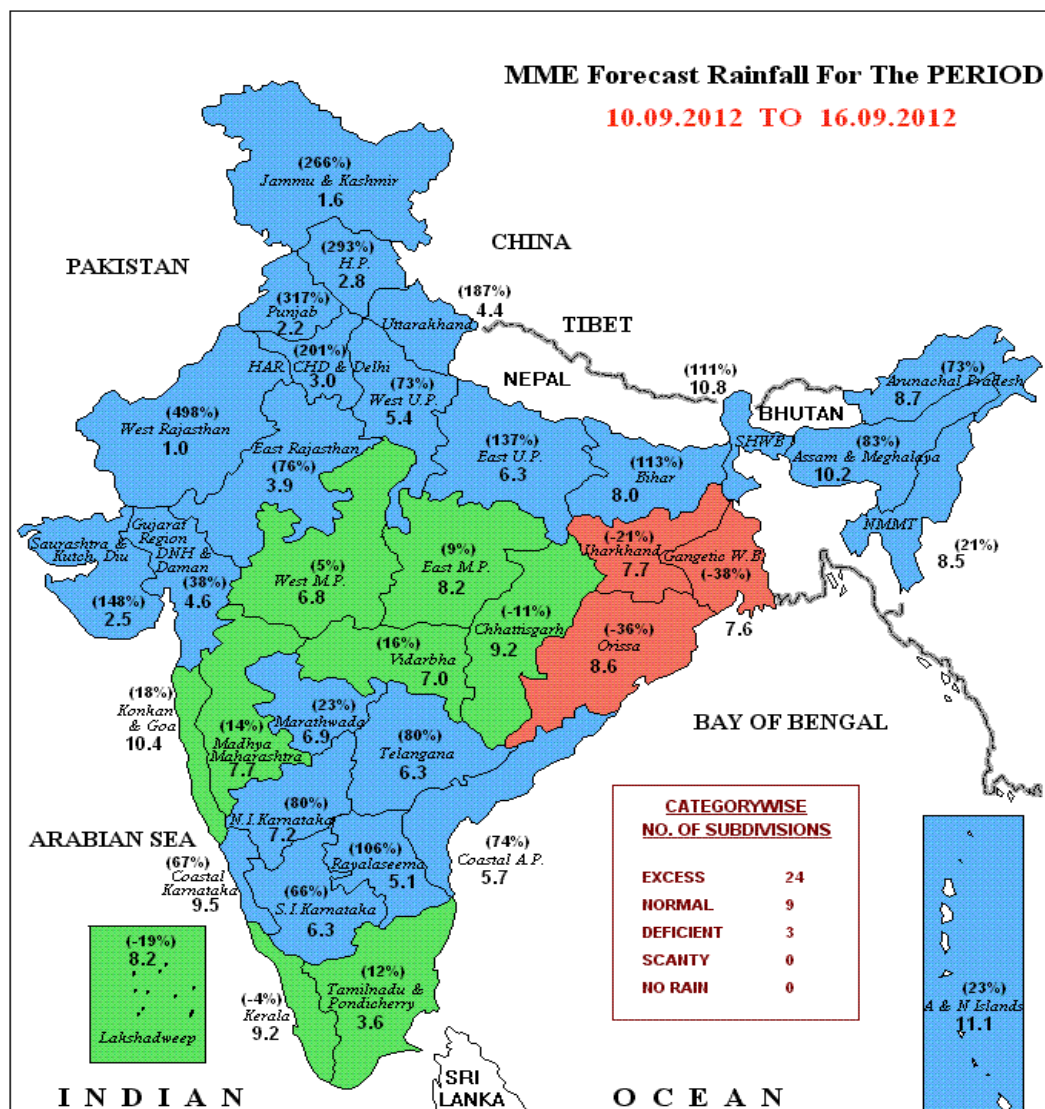 MME Forecast Rainfall For The PERIOD
10.09.2012 TO 16.09.2012
(266%)
Jammu & Kashmir
1.6
CHINA
(293%)
H.P.
2.8
PAKISTAN
(317%)
Punjab
2.2
(187%)
4.4
Uttarakhand
TIBET
(201%)
HAR CHD & Delhi
3.0
NEPAL
(111%)
10.8
(73%)
West U.P.
5.4
(73%)
Arunachal Pradesh
8.7
BHUTAN
(498%)
West Rajasthan
1.0
East Rajasthan
(76%)
3.9
(137%)
East U.P.
6.3
(113%)
Bihar
8.0
SHWB
(83%)
Assam & Meghalaya
10.2
NMMT
(21%)
8.5
Saurashtra &
Kutch, Diu
(148%)
2.5
Gujarat
Region
DNH &
Daman
(38%)
4.6
(5%)
West M.P.
6.8
(9%)
East M.P.
8.2
(-21%)
Jharkhand
7.7
Gangetic W.B
(-38%)
7.6
(-11%)
Chhattisgarh
9.2
(-36%)
Orissa
8.6
(16%)
Vidarbha
7.0
(18%)
Konkan
& Goa
10.4
(14%)
Madhya
Maharashtra
7.7
(23%)
Marathwada
6.9
(80%)
Telangana
6.3
BAY OF BENGAL
(80%)
N.I.Karnataka
7.2
ARABIAN SEA
(67%)
Coastal
Karnataka
9.5
(106%)
Rayalaseema
5.1
(74%)
Coastal A.P.
5.7
(66%)
S.I.Karnataka
6.3
CATEGORYWISE
NO. OF SUBDIVISIONS
EXCESS 24
NORMAL 9
DEFICIENT 3
SCANTY 0
NO RAIN 0
(-19%)
8.2
Lakshadweep
(-4%)
Kerala
9.2
(12%)
Tamilnadu &
Pondicherry
3.6
(23%)
A & N Islands
11.1
SRI
LANKA
INDIAN OCEAN